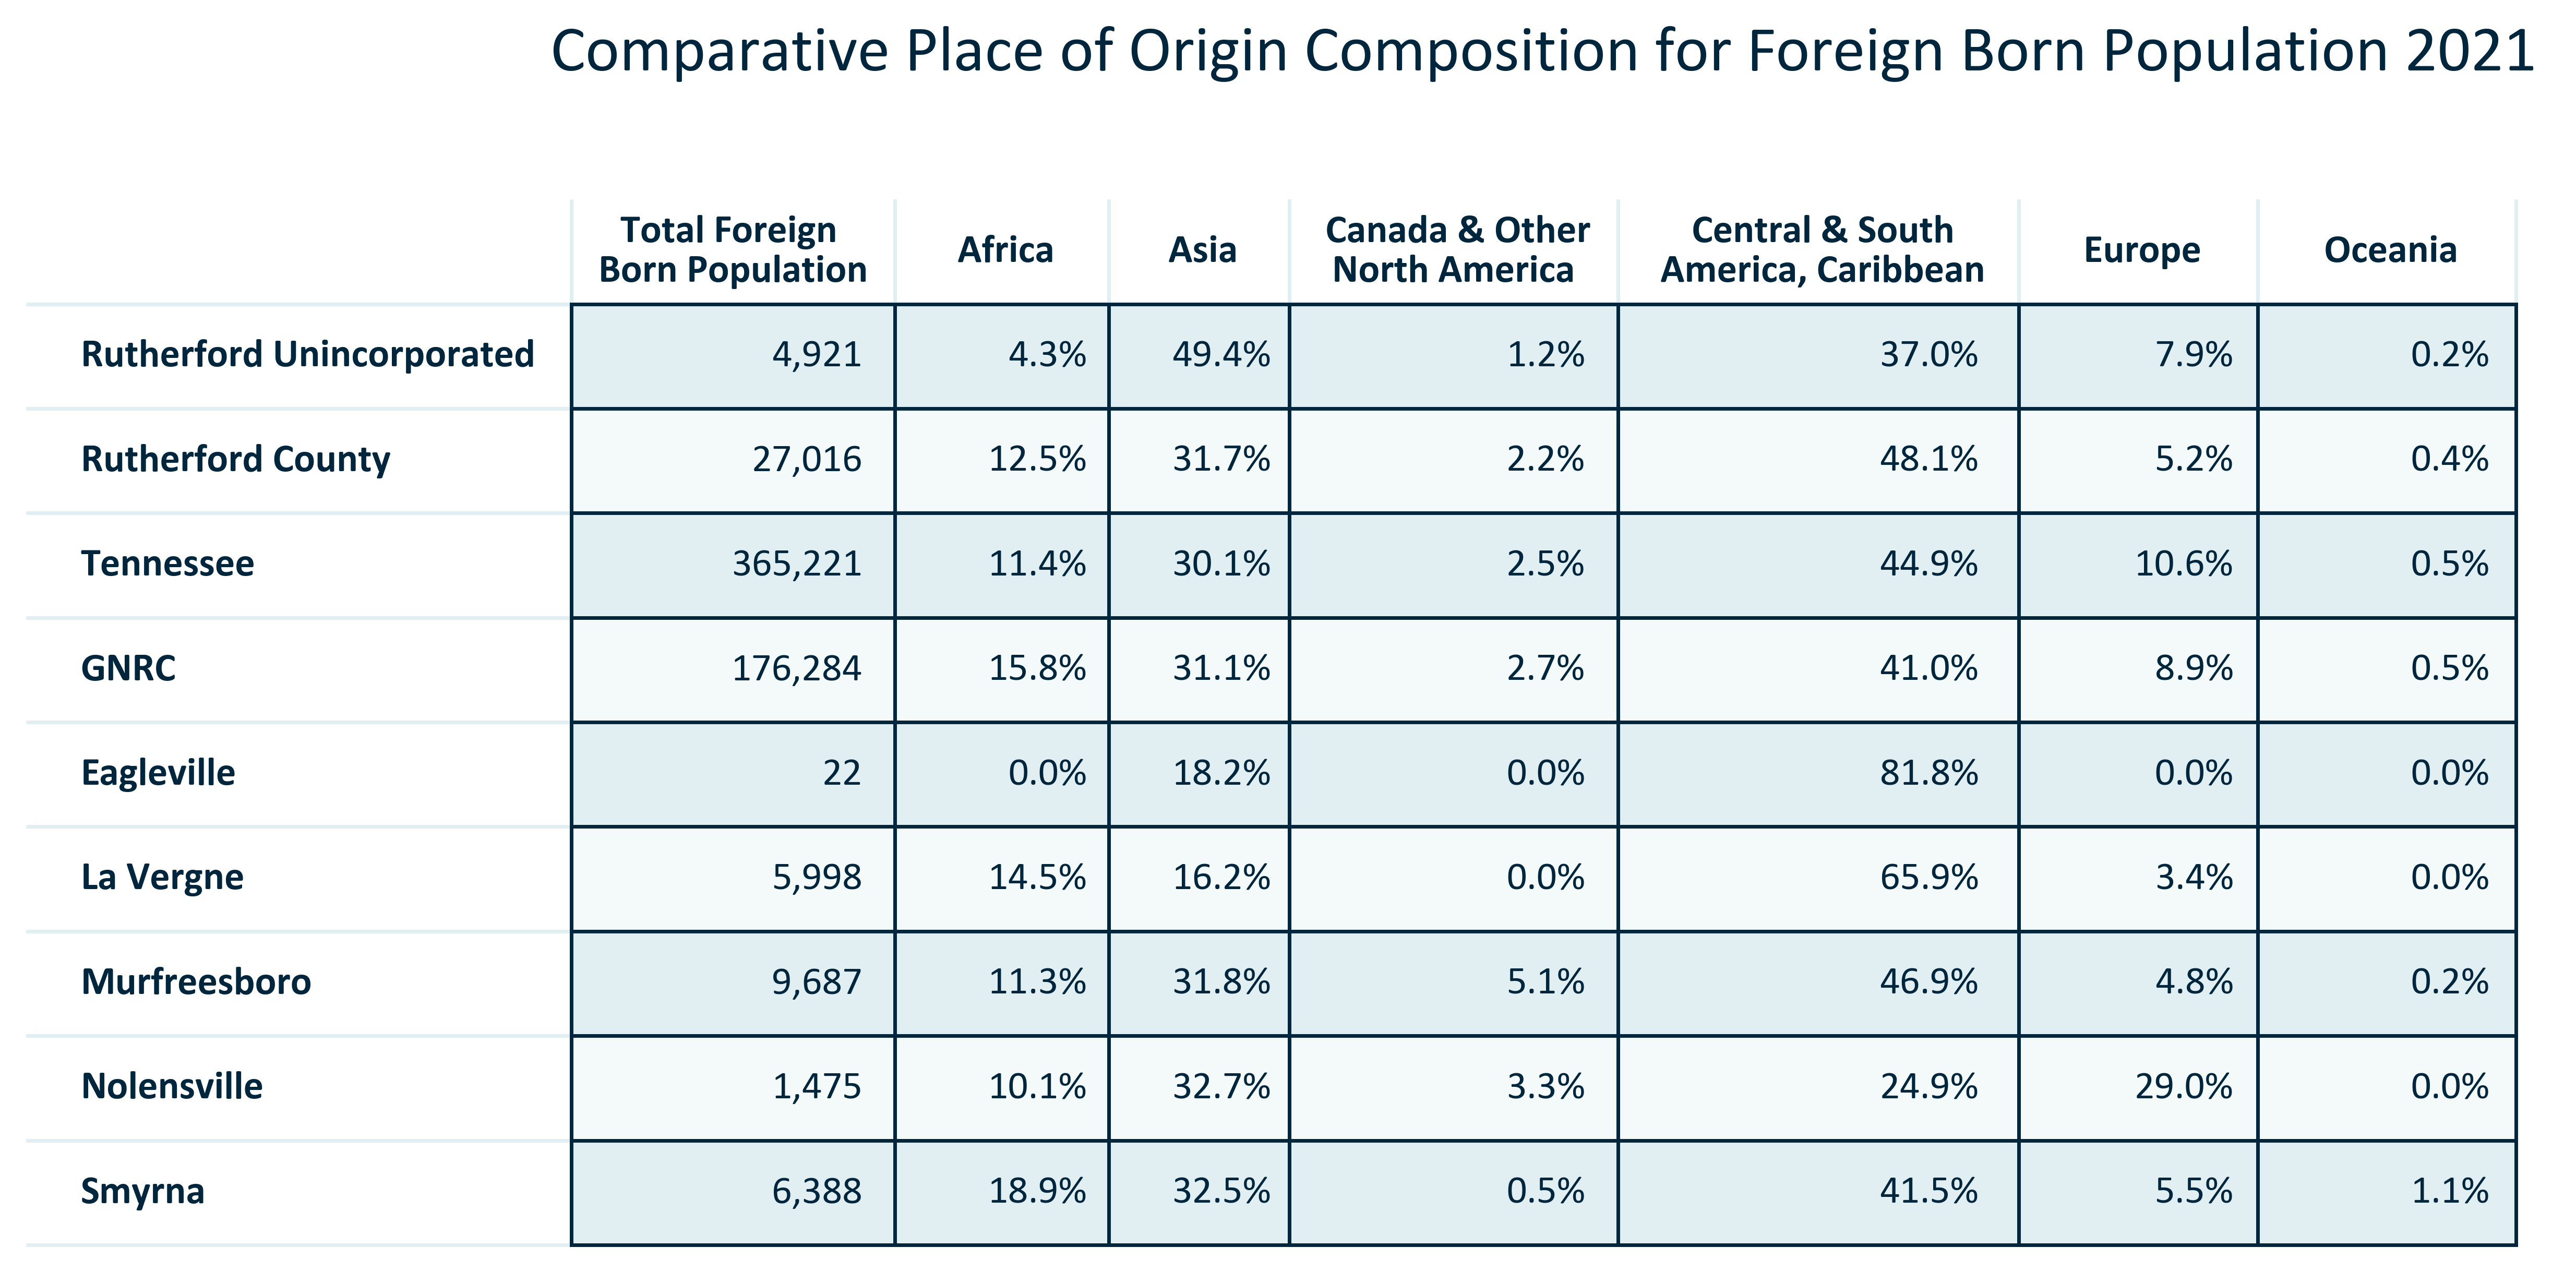 Comparative Place of Origin Composition for Foreign Born Population 2021
Total Foreign Born Population Africa Asia Canada & Other North America Central & South America, Caribbean Europe Oceania
Rutherford Unincorporated 4,921 4.3% 49.4% 1.2% 37.0% 7.9% 0.2%
Rutherford County 27,016 12.5% 31.7% 2.2% 48.1% 5.2% 0.4%
Tennessee 365,221 11.4% 30.1% 2.5% 44.9% 10.6% 0.5%
GNRC 176,284 15.8% 31.1% 2.7% 41.0% 8.9% 0.5%
Eagleville 22 0.0% 18.2% 0.0% 81.8% 0.0% 0.0%
La Vergne 5,998 14.5% 16.2% 0.0% 65.9% 3.4% 0.0%
Murfreesboro 9,687 11.3% 31.8% 5.1% 46.9% 4.8% 0.2%
Nolensville 1,475 10.1% 32.7% 3.3% 24.9% 29.0% 0.0%
Smyrna 6,388 18.9% 32.5% 0.5% 41.5% 5.5% 1.1%